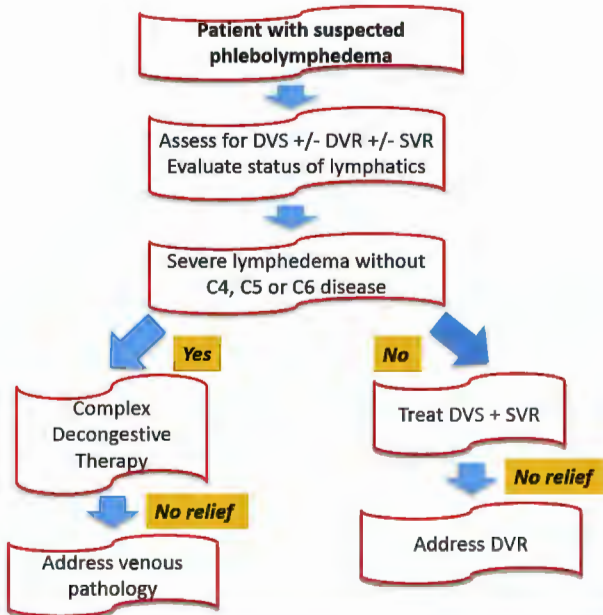 Patient with suspected
phlebolymphedema
Assess for DVS +/- DVR +/- SVR
Evaluate status of lymphatics
Severe lymphedema without
C4, C5 or C6 disease
Yes
No
Complex
Decongestive
Therapy
Treat DVS + SVR
No relief
No relief
Address venous
pathology
Address DVR